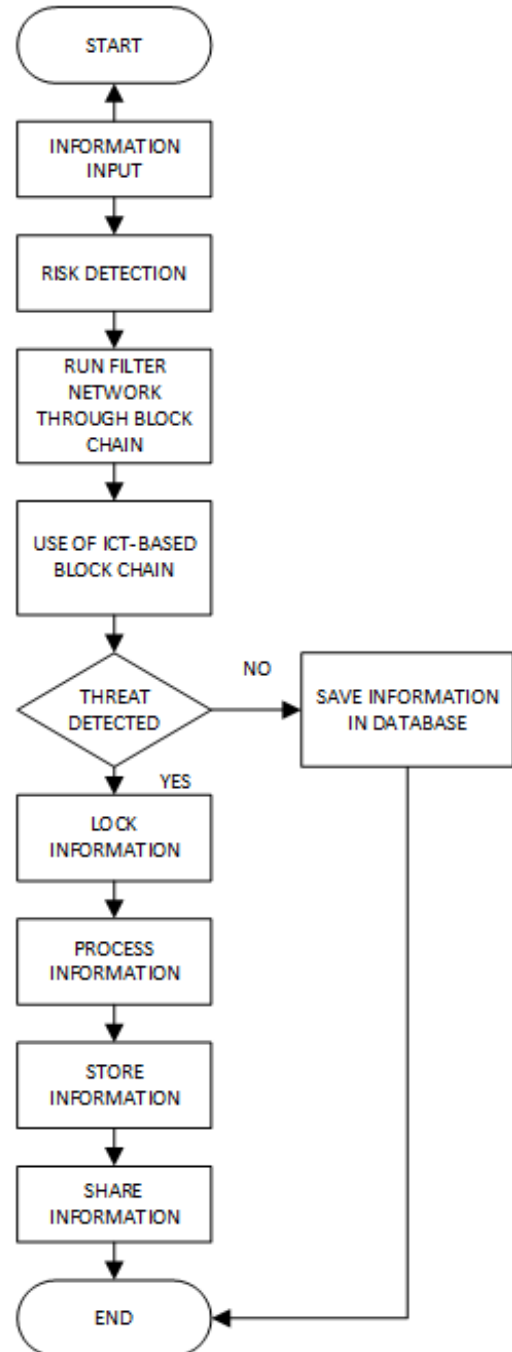 START
INFORMATION
INPUT
RISK DETECTION
RUN FILTER
NETWORK
THROUGH BLOCK
CHAIN
USE OF ICT-BASED
BLOCK CHAIN
THREAT
DETECTED
NO
SAVE INFORMATION
IN DATABASE
YES
LOCK
INFORMATION
PROCESS
INFORMATION
STORE
INFORMATION
SHARE
INFORMATION
END